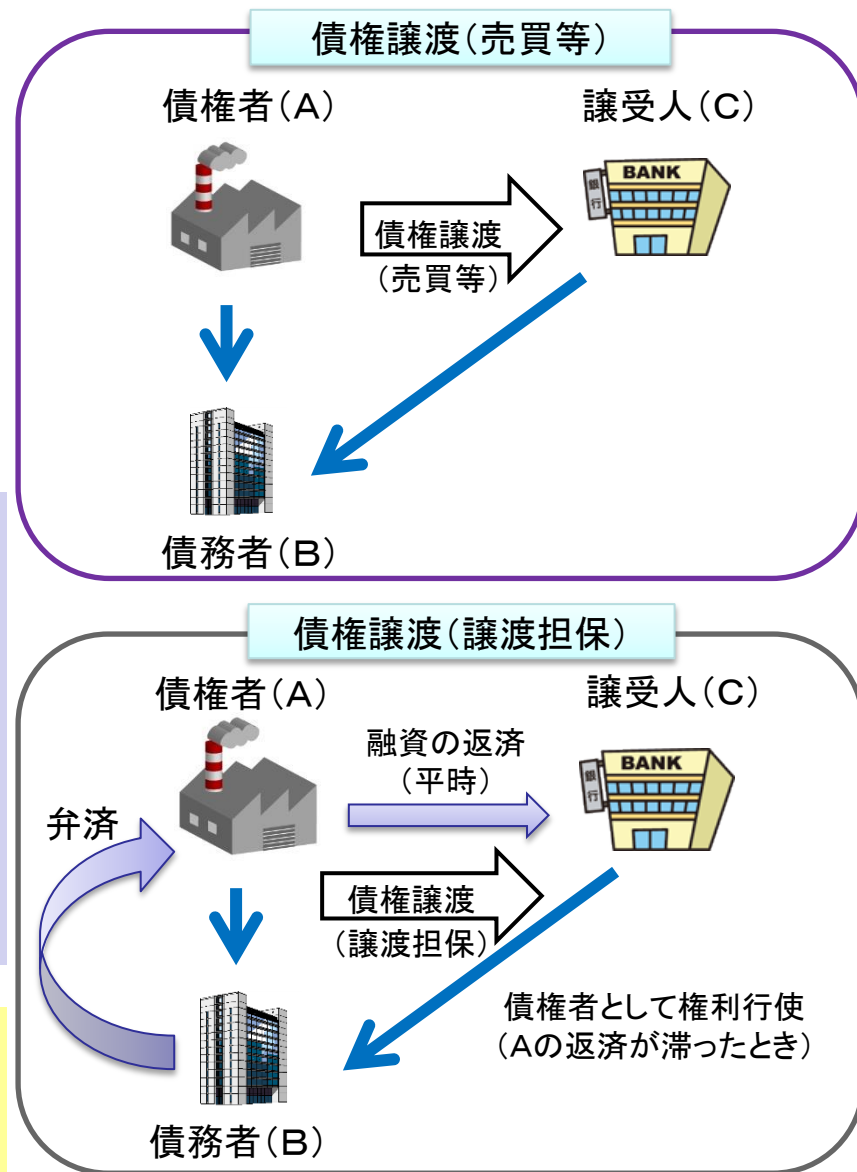 債権譲渡（売買等）
債権者（A）
譲受人（C）
BANK
銀行
債権譲渡
（売買等）
債務者（B）
債権譲渡（譲渡担保）
債権者（A）
譲受人（C）
融資の返済
（平時）
BANK
銀行
弁済
債権譲渡
（譲渡担保）
債権者として権利行使
（Aの返済が滞ったとき）
債務者（B）